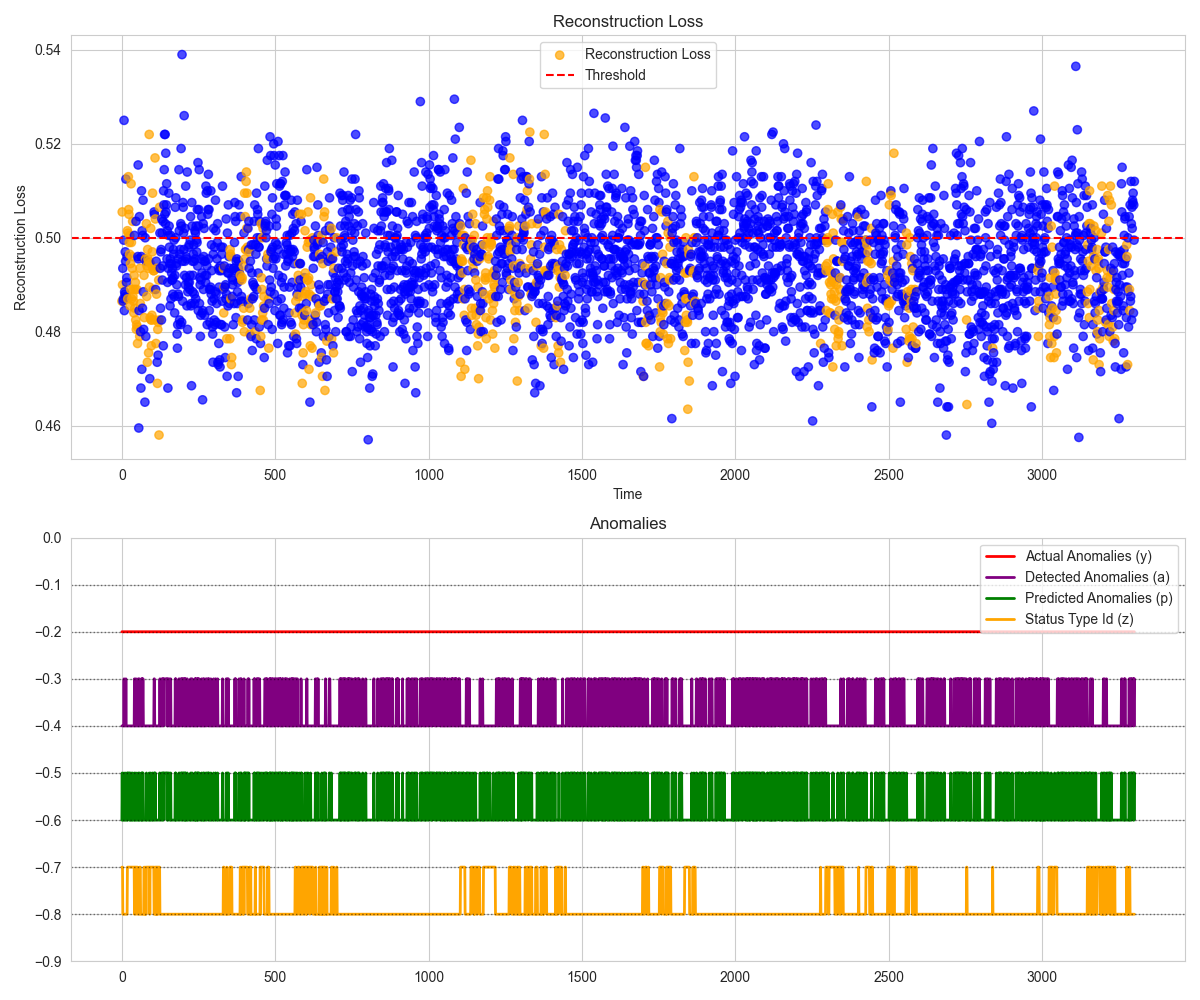 Reconstruction Loss
Reconstruction Loss
Threshold
0.54
0.52
0.50
0.48
0.46
Reconstruction Loss
0
500
1000
1500
2000
2500
3000
Time
Anomalies
Actual Anomalies (y)
Detected Anomalies (a)
Predicted Anomalies (p)
Status Type Id (z)
0.0
−0.1
−0.2
−0.3
−0.4
−0.5
−0.6
−0.7
−0.8
−0.9
0
500
1000
1500
2000
2500
3000